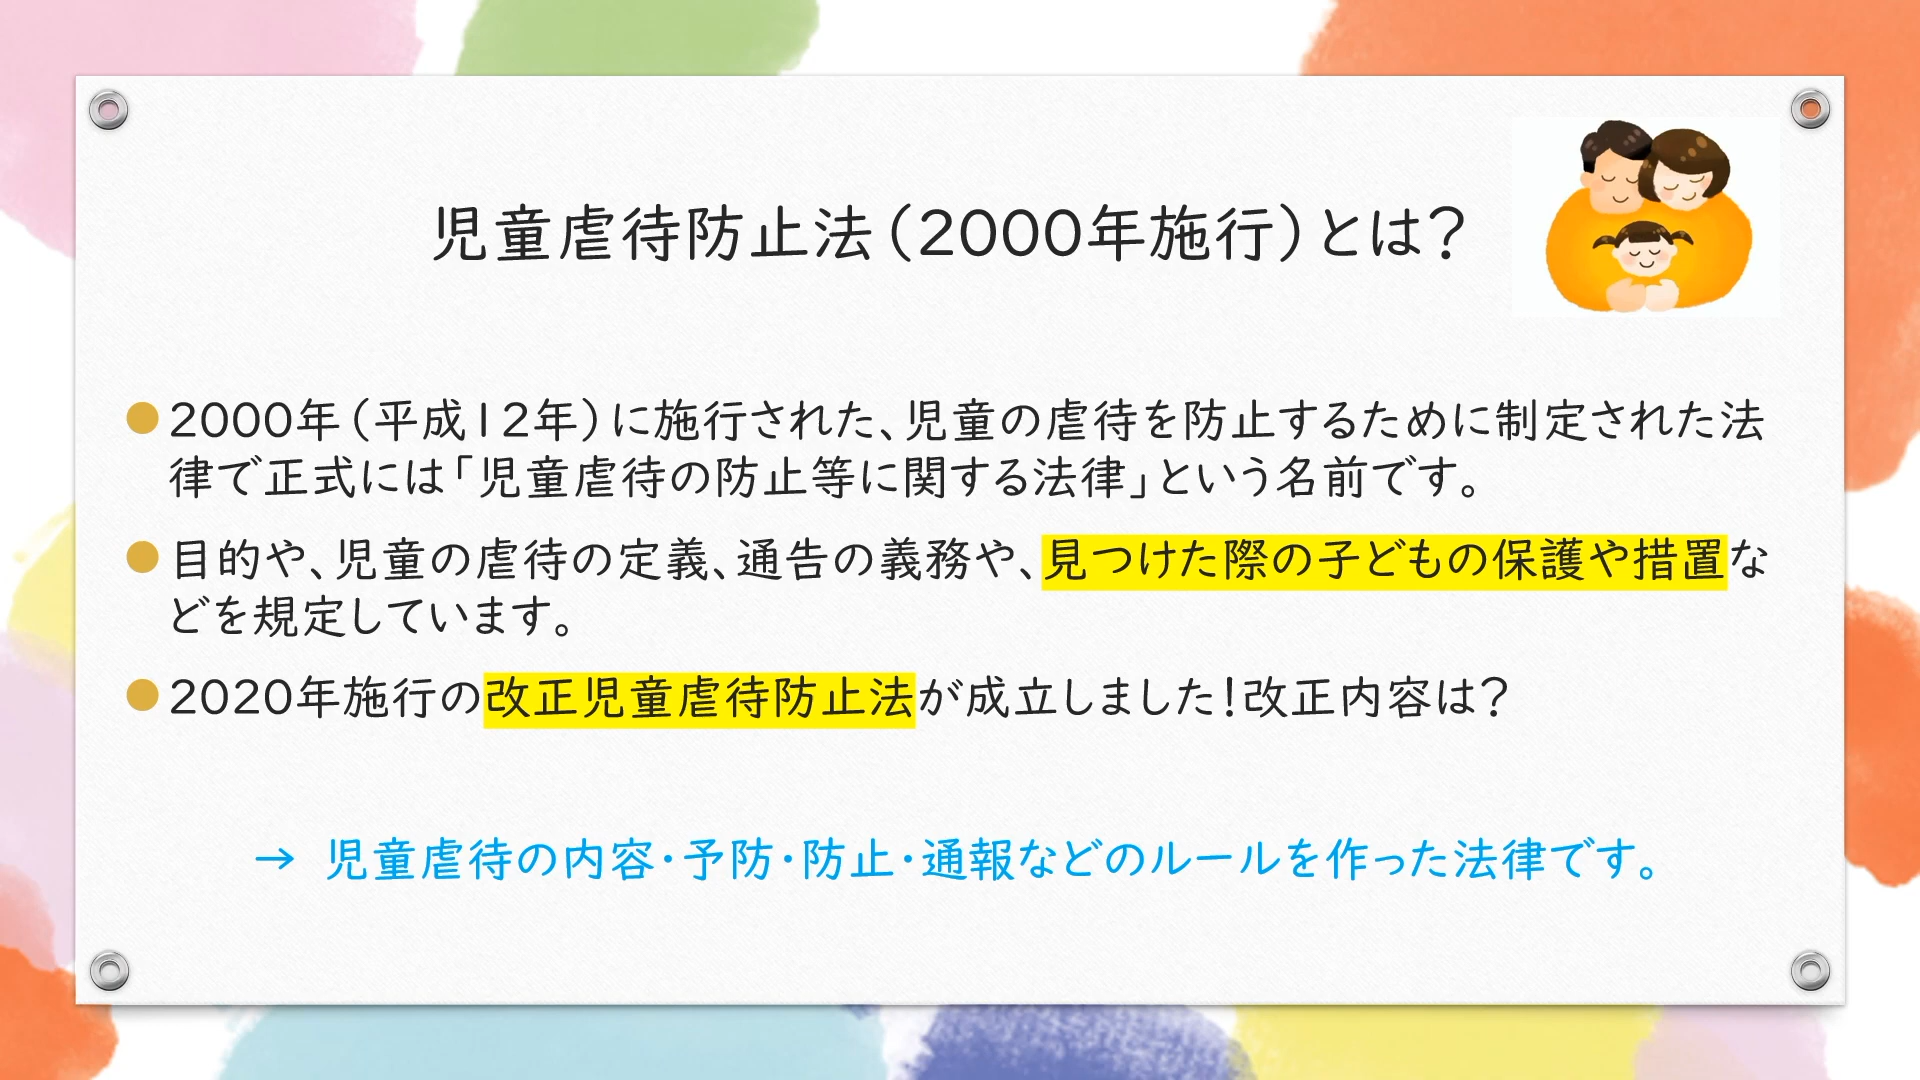 児童虐待防止法(2000年施行)とは?
●2000年(平成12年)に施行された、児童の虐待を防止するために制定された法
律で正式には「児童虐待の防止等に関する法律」という名前です。
●目的や、児童の虐待の定義、通告の義務や、見つけた際の子どもの保護や措置な
どを規定しています。
●2020年施行の改正児童虐待防止法が成立しました!改正内容は?
→ 児童虐待の内容・予防・防止・通報などのルールを作った法律です。